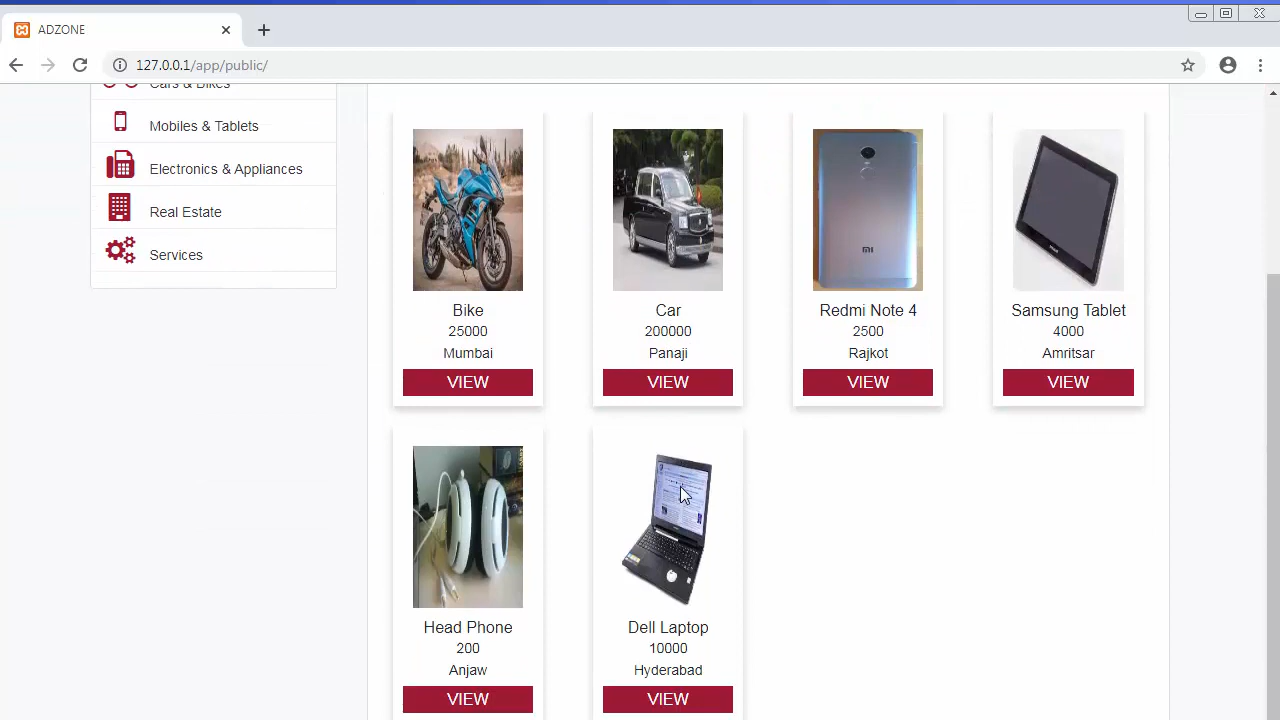 ADZONE
127.0.0.1/app/public/
Cars & Bikes
Mobiles & Tablets
Electronics & Appliances
Real Estate
Services
Bike
25000
Mumbai
VIEW
Car
200000
Panaji
VIEW
Redmi Note 4
2500
Rajkot
VIEW
Samsung Tablet
4000
Amritsar
VIEW
Head Phone
200
Anjaw
VIEW
Dell Laptop
10000
Hyderabad
VIEW